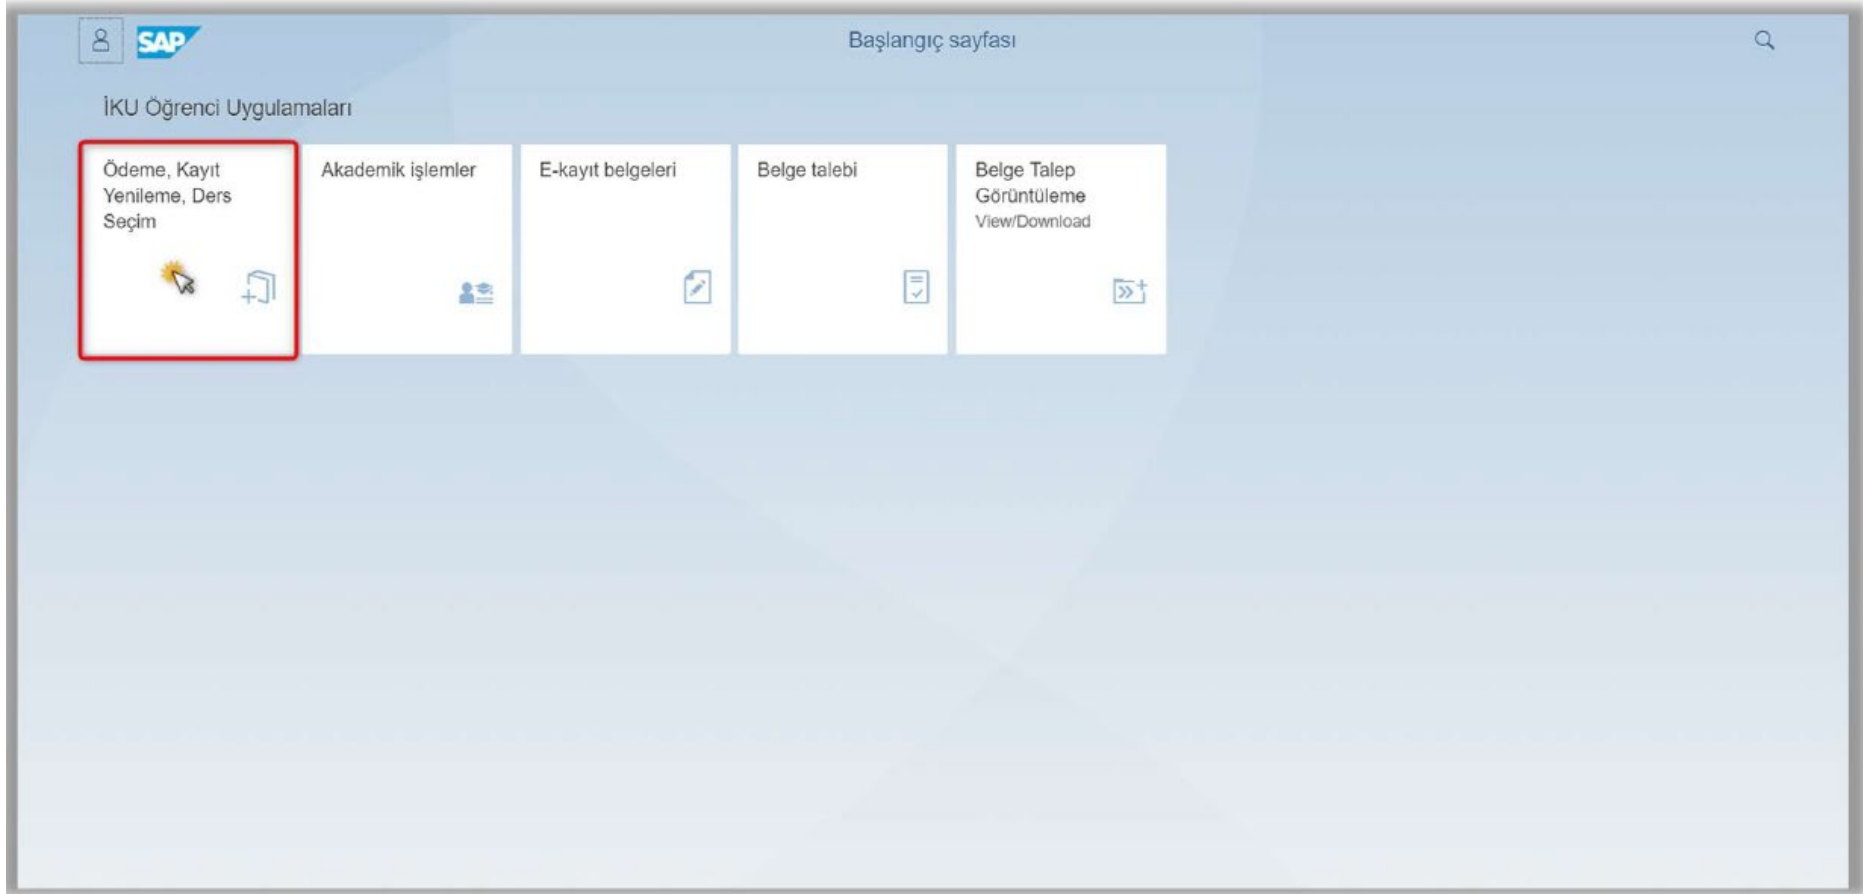 SAP
Başlangıç sayfası
İKU Öğrenci Uygulamaları
Ödeme, Kayıt
Yenileme, Ders
Seçim
Akademik işlemler
E-kayıt belgeleri
Belge talebi
Belge Talep
Görüntüleme
View/Download